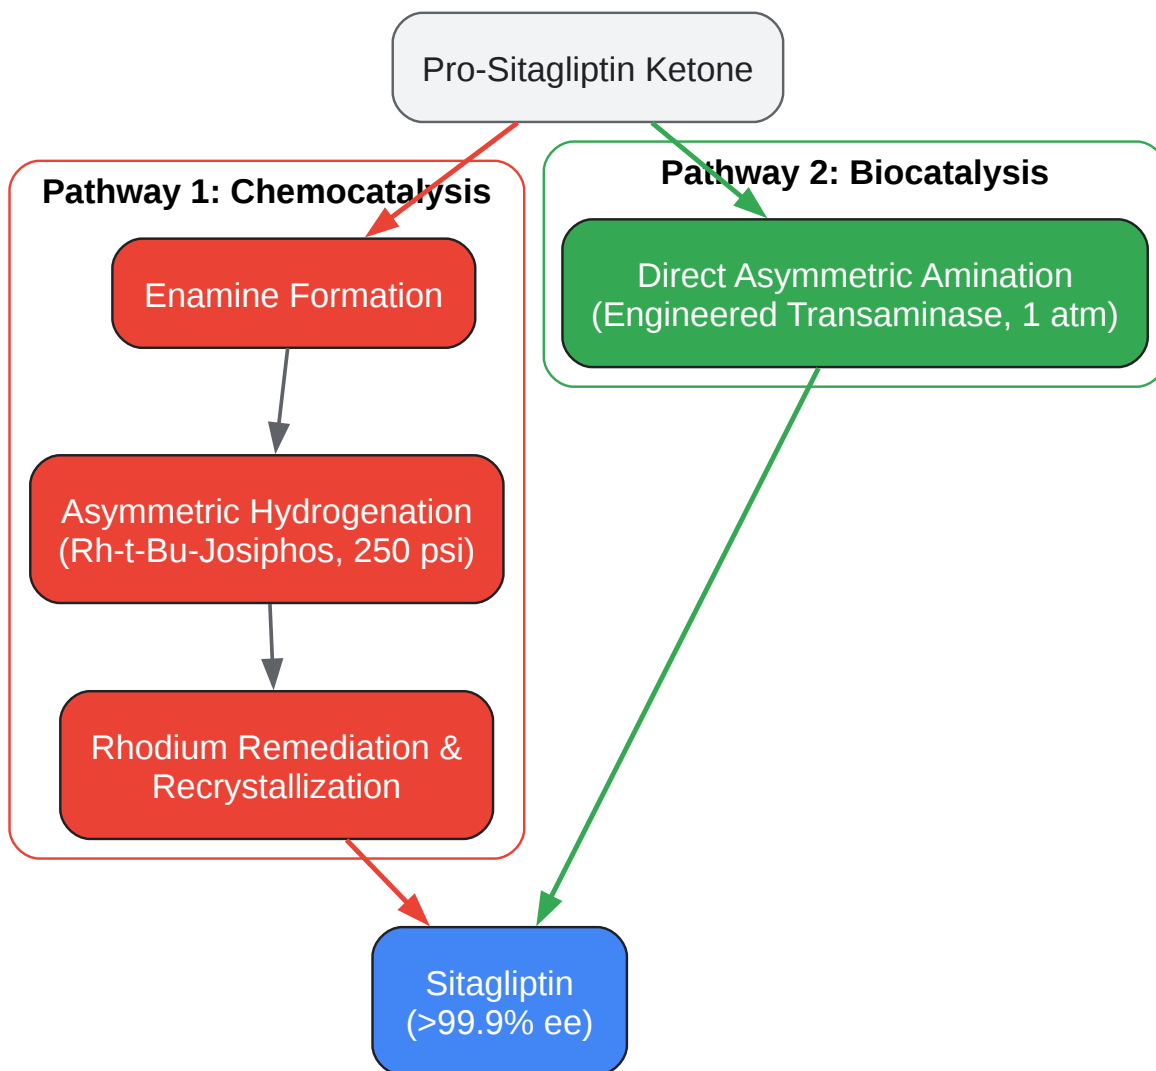 Pro-Sitagliptin Ketone
Pathway 1: Chemocatalysis
Enamine Formation
Asymmetric Hydrogenation
(Rh-t-Bu-Josiphos, 250 psi)
Rhodium Remediation &
Recrystallization
Pathway 2: Biocatalysis
Direct Asymmetric Amination
(Engineered Transaminase, 1 atm)
Sitagliptin
(>99.9% ee)